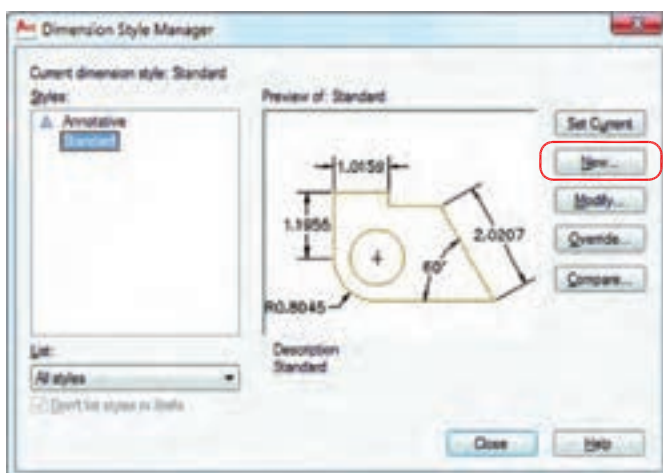 Dimension Style Manager
Current dimension style: Standard
Styles:
Annotative
Standard
Preview of: Standard
1.0159
1.1955
2.0207
60°
R0.8045
Set Current
New...
Modify...
Override...
Compare...
List:
All styles
Don't list styles in Xrefs
Description
Standard
Close
Help